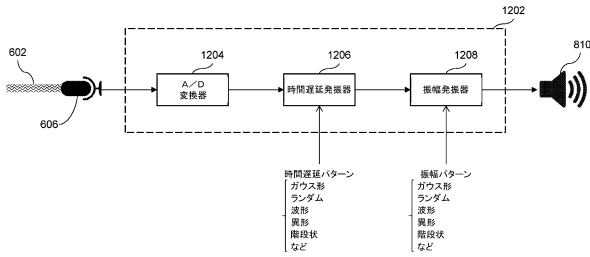 1202
602
606
1204
A／D
変換器
1206
時間遅延発振器
1208
振幅発振器
810
時間遅延パターン
ガウス形
ランダム
波形
異形
階段状
など
振幅パターン
ガウス形
ランダム
波形
異形
階段状
など